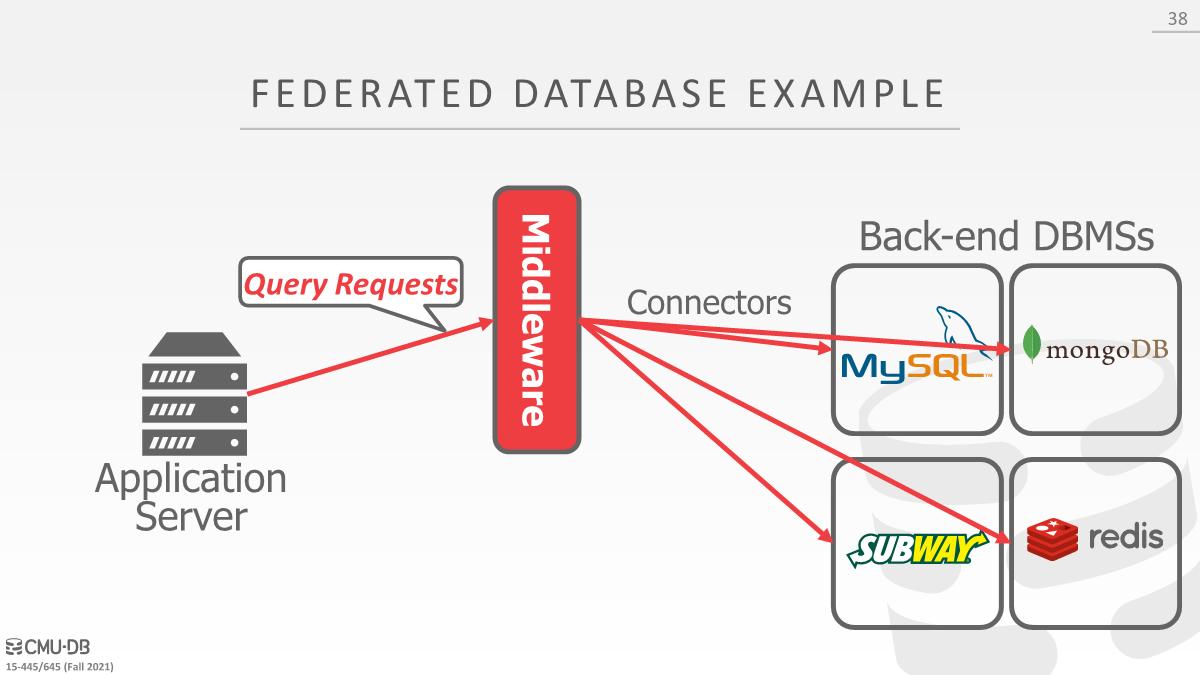 38
FEDERATED DATABASE EXAMPLE
Middleware
Back-end DBMSs
Query Requests
Connectors
MySQL™
mongoDB
Application
Server
SUBWAY
redis
CMU·DB
15-445/645 (Fall 2021)